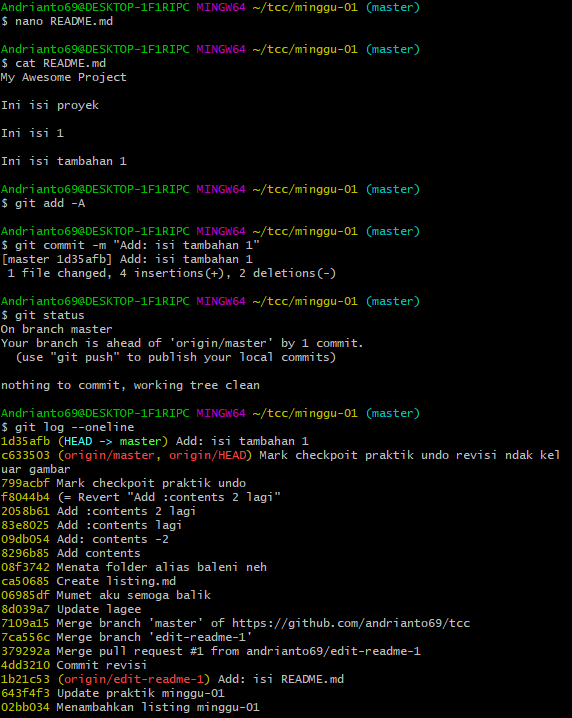 Andrianto69@DESKTOP-1F1RIPC MINGW64 ~/tcc/minggu-01 (master)
$ nano README.md
Andrianto69@DESKTOP-1F1RIPC MINGW64 ~/tcc/minggu-01 (master)
$ cat README.md
My Awesome Project
Ini isi proyek
Ini isi 1
Ini isi tambahan 1
Andrianto69@DESKTOP-1F1RIPC MINGW64 ~/tcc/minggu-01 (master)
$ git add -A
Andrianto69@DESKTOP-1F1RIPC MINGW64 ~/tcc/minggu-01 (master)
$ git commit -m "Add: isi tambahan 1"
[master 1d35afb] Add: isi tambahan 1
 1 file changed, 4 insertions(+), 2 deletions(-)
Andrianto69@DESKTOP-1F1RIPC MINGW64 ~/tcc/minggu-01 (master)
$ git status
On branch master
Your branch is ahead of 'origin/master' by 1 commit.
  (use "git push" to publish your local commits)
nothing to commit, working tree clean
Andrianto69@DESKTOP-1F1RIPC MINGW64 ~/tcc/minggu-01 (master)
$ git log --oneline
1d35afb (HEAD -> master) Add: isi tambahan 1
c633503 (origin/master, origin/HEAD) Mark checkpoit praktik undo revisi ndak kel
uar gambar
799acbf Mark checkpoit praktik undo
f8044b4 (= Revert "Add :contents 2 lagi"
2058b61 Add :contents 2 lagi
83e8025 Add :contents lagi
09db054 Add: contents -2
8296b85 Add contents
08f3742 Menata folder alias baleni neh
ca50685 Create listing.md
06985df Mumet aku semoga balik
8d039a7 Update lagee
7109a15 Merge branch 'master' of https://github.com/andrianto69/tcc
7ca556c Merge branch 'edit-readme-1'
379292a Merge pull request #1 from andrianto69/edit-readme-1
4dd3210 Commit revisi
1b21c53 (origin/edit-readme-1) Add: isi README.md
643f4f3 Update praktik minggu-01
02bb034 Menambahkan listing minggu-01